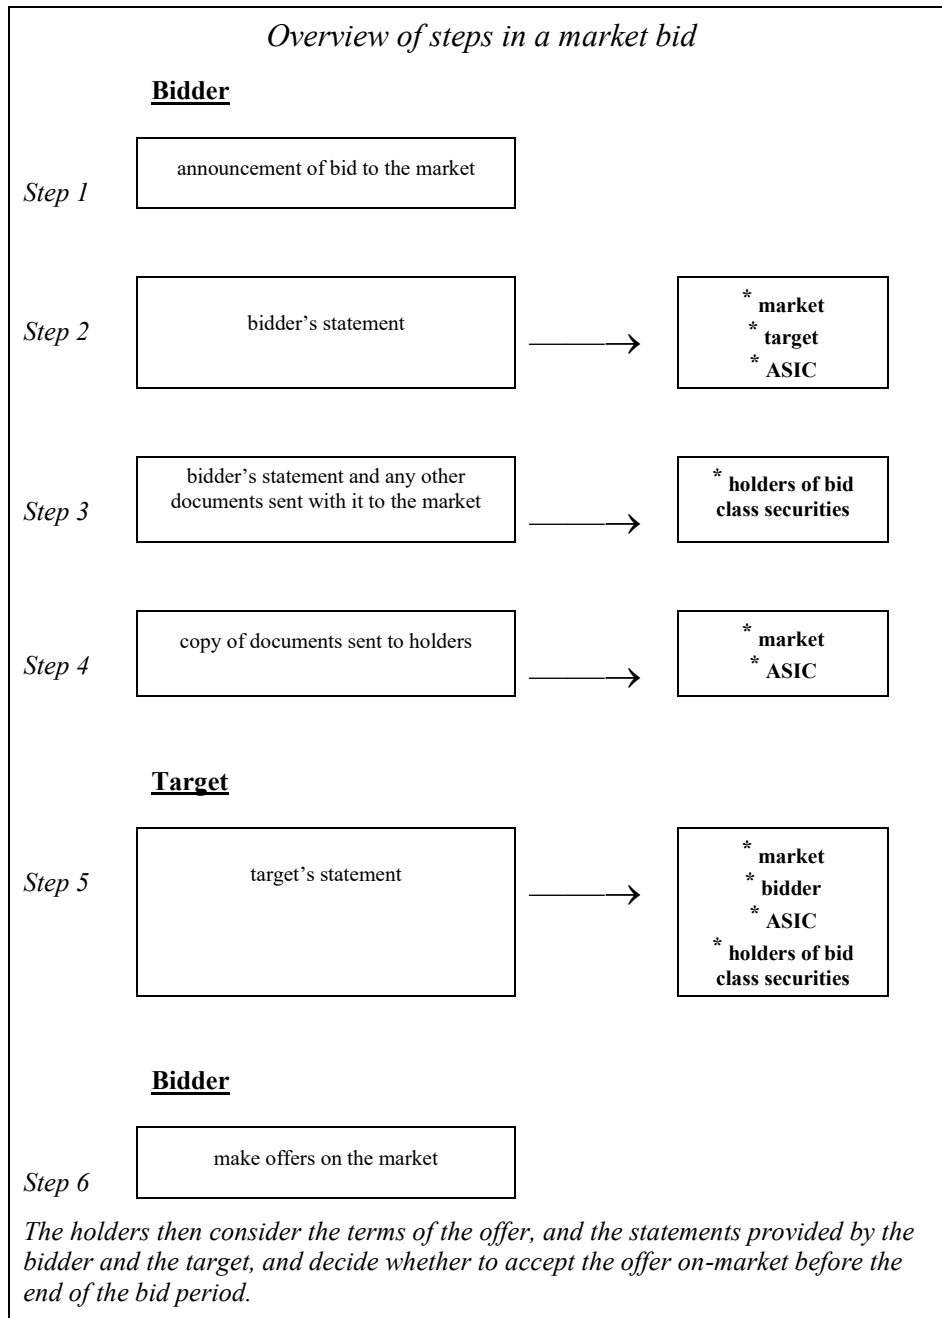 Overview of steps in a market bid
Bidder
Step 1
announcement of bid to the market
Step 2
bidder’s statement
* market
* target
* ASIC
Step 3
bidder’s statement and any other
documents sent with it to the market
* holders of bid
class securities
Step 4
copy of documents sent to holders
* market
* ASIC
Target
Step 5
target’s statement
* market
* bidder
* ASIC
* holders of bid
class securities
Bidder
Step 6
make offers on the market
The holders then consider the terms of the offer, and the statements provided by the
bidder and the target, and decide whether to accept the offer on-market before the
end of the bid period.